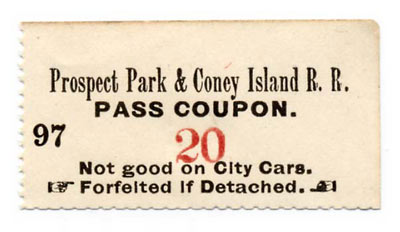 Prospect Park & Coney Island R. R.
PASS COUPON.
97
20
Not good on City Cars.
☞ Forfeited if Detached. ☜